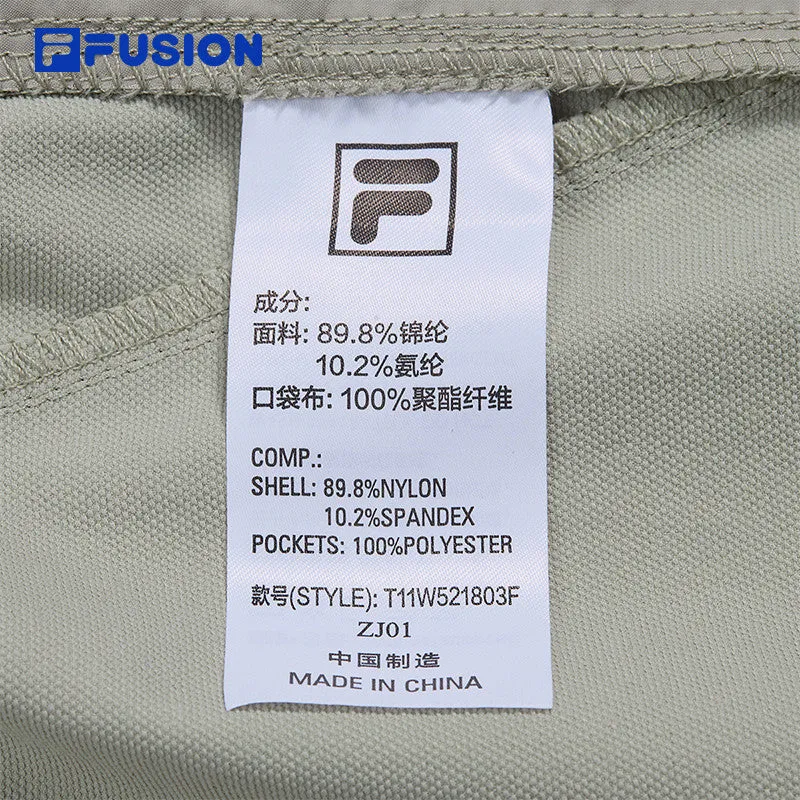 FUSION
F
成分:
面料: 89.8%锦纶
10.2%氨纶
口袋布: 100%聚酯纤维
COMP.:
SHELL: 89.8%NYLON
10.2%SPANDEX
POCKETS: 100%POLYESTER
款号(STYLE): T11W521803F
ZJ01
中国制造
MADE IN CHINA